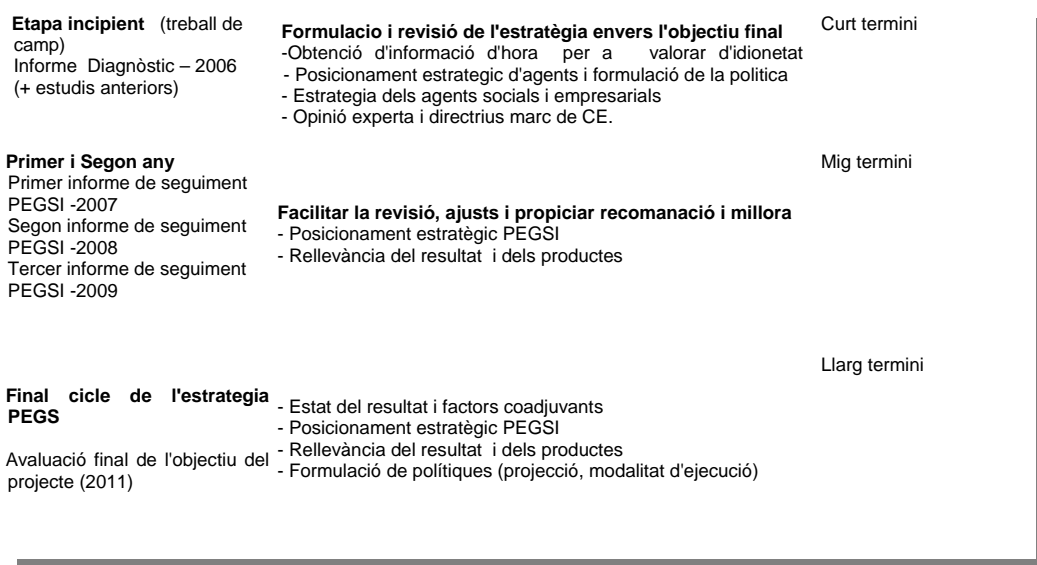 Etapa incipient (treball de
camp)
Informe Diagnòstic – 2006
(+ estudis anteriors)
Formulacio i revisió de l'estratègia envers l'objectiu final
-Obtenció d'informació d'hora per a valorar d'idionetat
- Posicionament estrategic d'agents i formulació de la politica
- Estrategia dels agents socials i empresarials
- Opinió experta i directrius marc de CE.
Curt termini
Primer i Segon any
Primer informe de seguiment
PEGSI -2007
Segon informe de seguiment
PEGSI -2008
Tercer informe de seguiment
PEGSI -2009
Facilitar la revisió, ajusts i propiciar recomanació i millora
- Posicionament estratègic PEGSI
- Rellevància del resultat i dels productes
Mig termini
Final cicle de l'estrategia
PEGS
Avaluació final de l'objectiu del
projecte (2011)
- Estat del resultat i factors coadjuvants
- Posicionament estratègic PEGSI
- Rellevància del resultat i dels productes
- Formulació de polítiques (projecció, modalitat d'ejecució)
Llarg termini